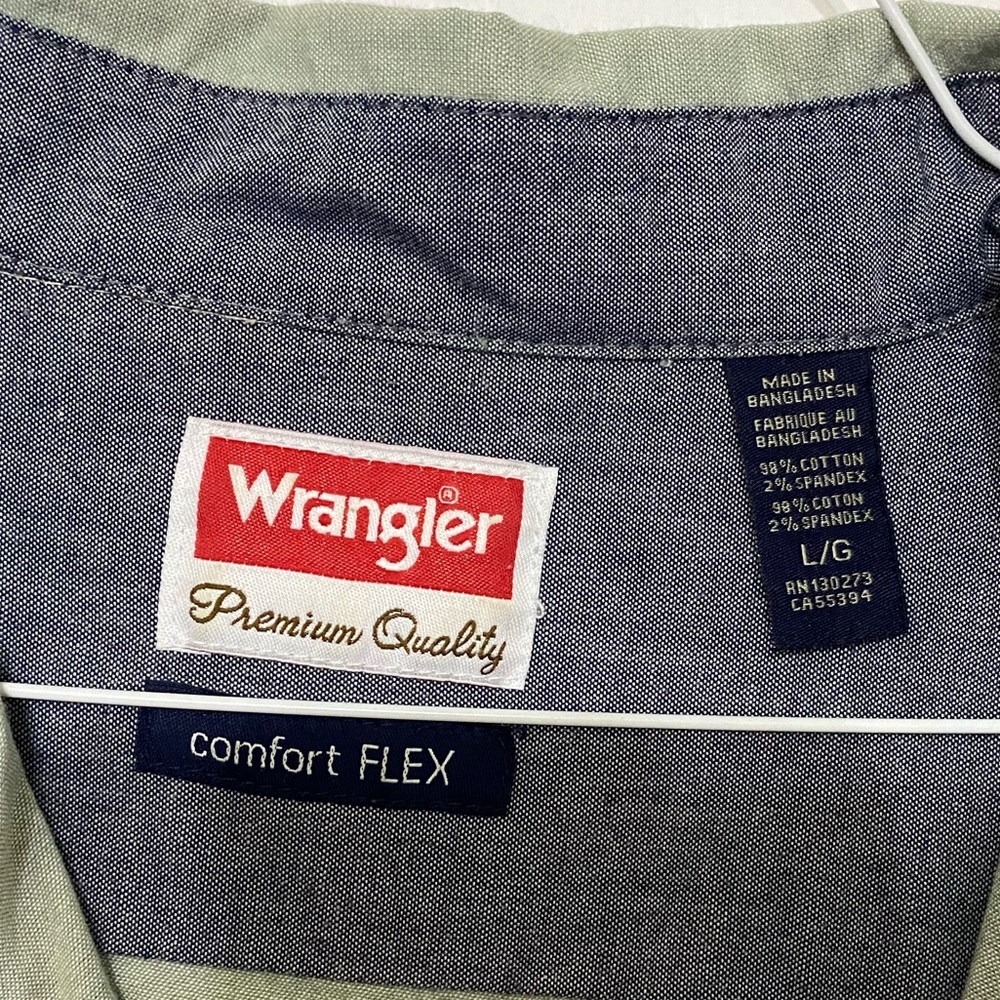 Wrangler®
Premium Quality
comfort FLEX
MADE IN
BANGLADESH
FABRIQUE AU
BANGLADESH
98% COTTON
2% SPANDEX
98% COTON
2% SPANDEX
L/G
RN130273
CA55394